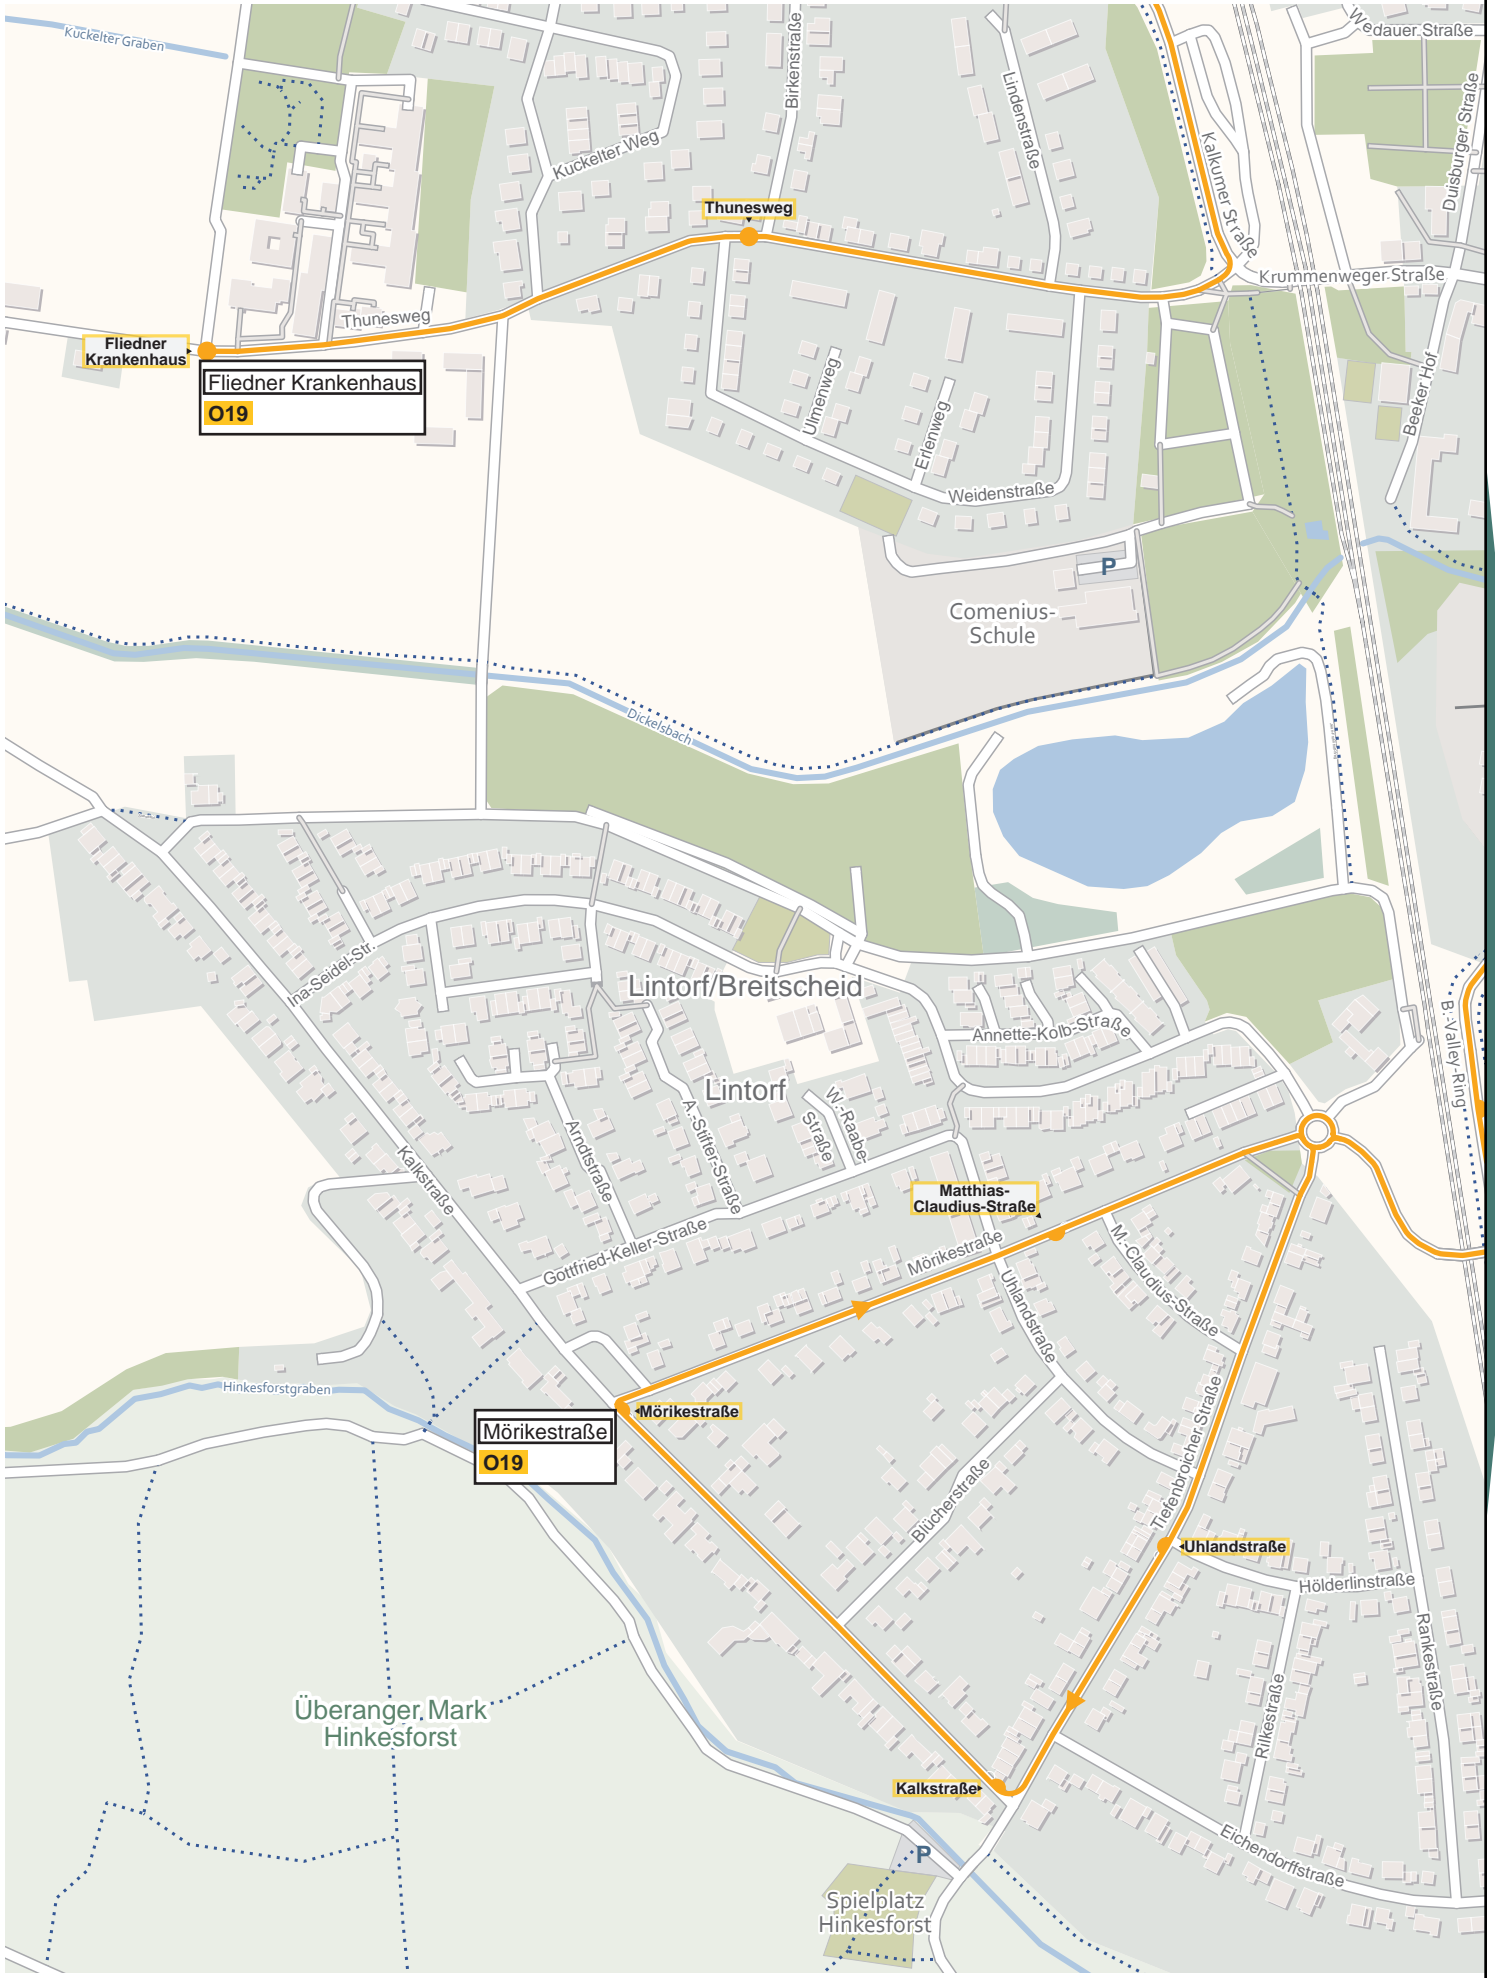 Kuckelter Graben
Birkenstraße
Wedauer Straße
Lindenstraße
Duisburger Straße
Kuckelter Weg
Kalkumer Straße
Thunesweg
Krummenweger Straße
Thunesweg
Fliedner
Krankenhaus
Fliedner Krankenhaus
O19
Ulmenweg
Erlenweg
Beeker Hof
Weidenstraße
P
Comenius-
Schule
Dickelsbach
Ina-Seidel-Str.
Lintorf/Breitscheid
Annette-Kolb-Straße
B.-Valley-Ring
Lintorf
W.-Raabe-
Straße
A.-Stifter-Straße
Arndtstraße
Kalkstraße
Matthias-
Claudius-Straße
Gottfried-Keller-Straße
Mörikestraße
M.-Claudius-Straße
Uhlandstraße
Hinkesforstgraben
Mörikestraße
Mörikestraße
O19
Tiefenbroicher Straße
Blücherstraße
Uhlandstraße
Hölderlinstraße
Rankestraße
Rilkestraße
Überanger Mark
Hinkesforst
Kalkstraße
Eichendorffstraße
P
Spielplatz
Hinkesforst